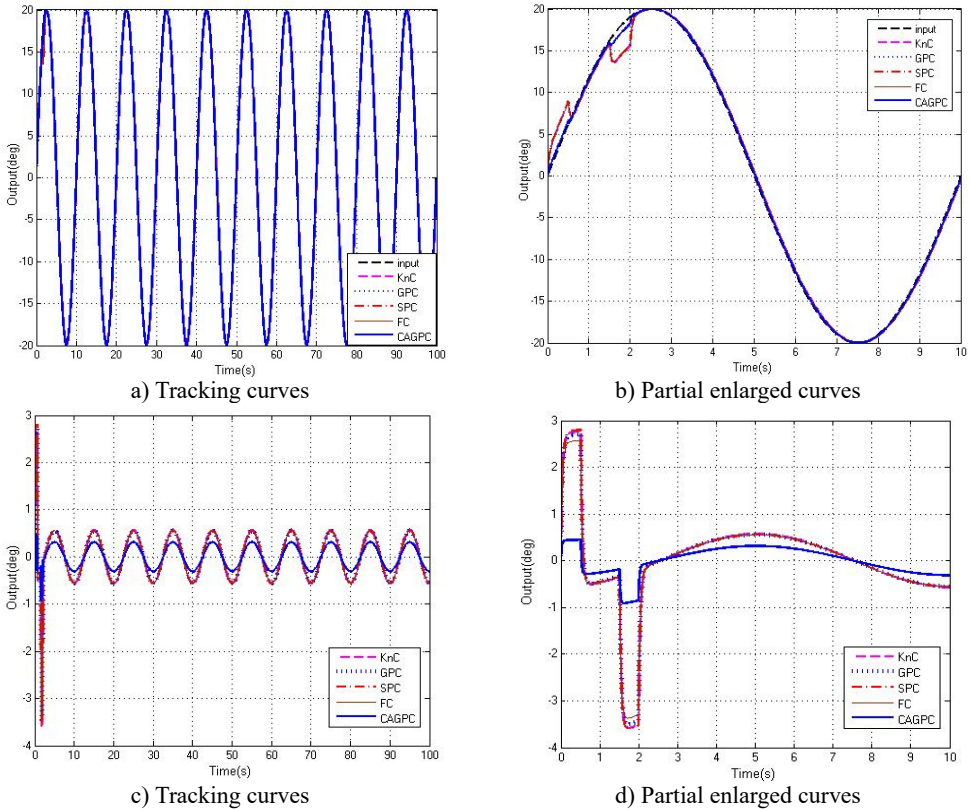 20
15
10
5
0
-5
-10
-15
-20
Output(deg)
0 10 20 30 40 50 60 70 80 90 100
Time(s)
input
KnC
GPC
SPC
FC
CAGPC
a) Tracking curves
20
15
10
5
0
-5
-10
-15
-20
Output(deg)
0 1 2 3 4 5 6 7 8 9 10
Time(s)
input
KnC
GPC
SPC
FC
CAGPC
b) Partial enlarged curves
3
2
1
0
-1
-2
-3
-4
Output(deg)
0 10 20 30 40 50 60 70 80 90 100
Time(s)
KnC
GPC
SPC
FC
CAGPC
c) Tracking curves
3
2
1
0
-1
-2
-3
-4
Output(deg)
0 1 2 3 4 5 6 7 8 9 10
Time(s)
KnC
GPC
SPC
FC
CAGPC
d) Partial enlarged curves